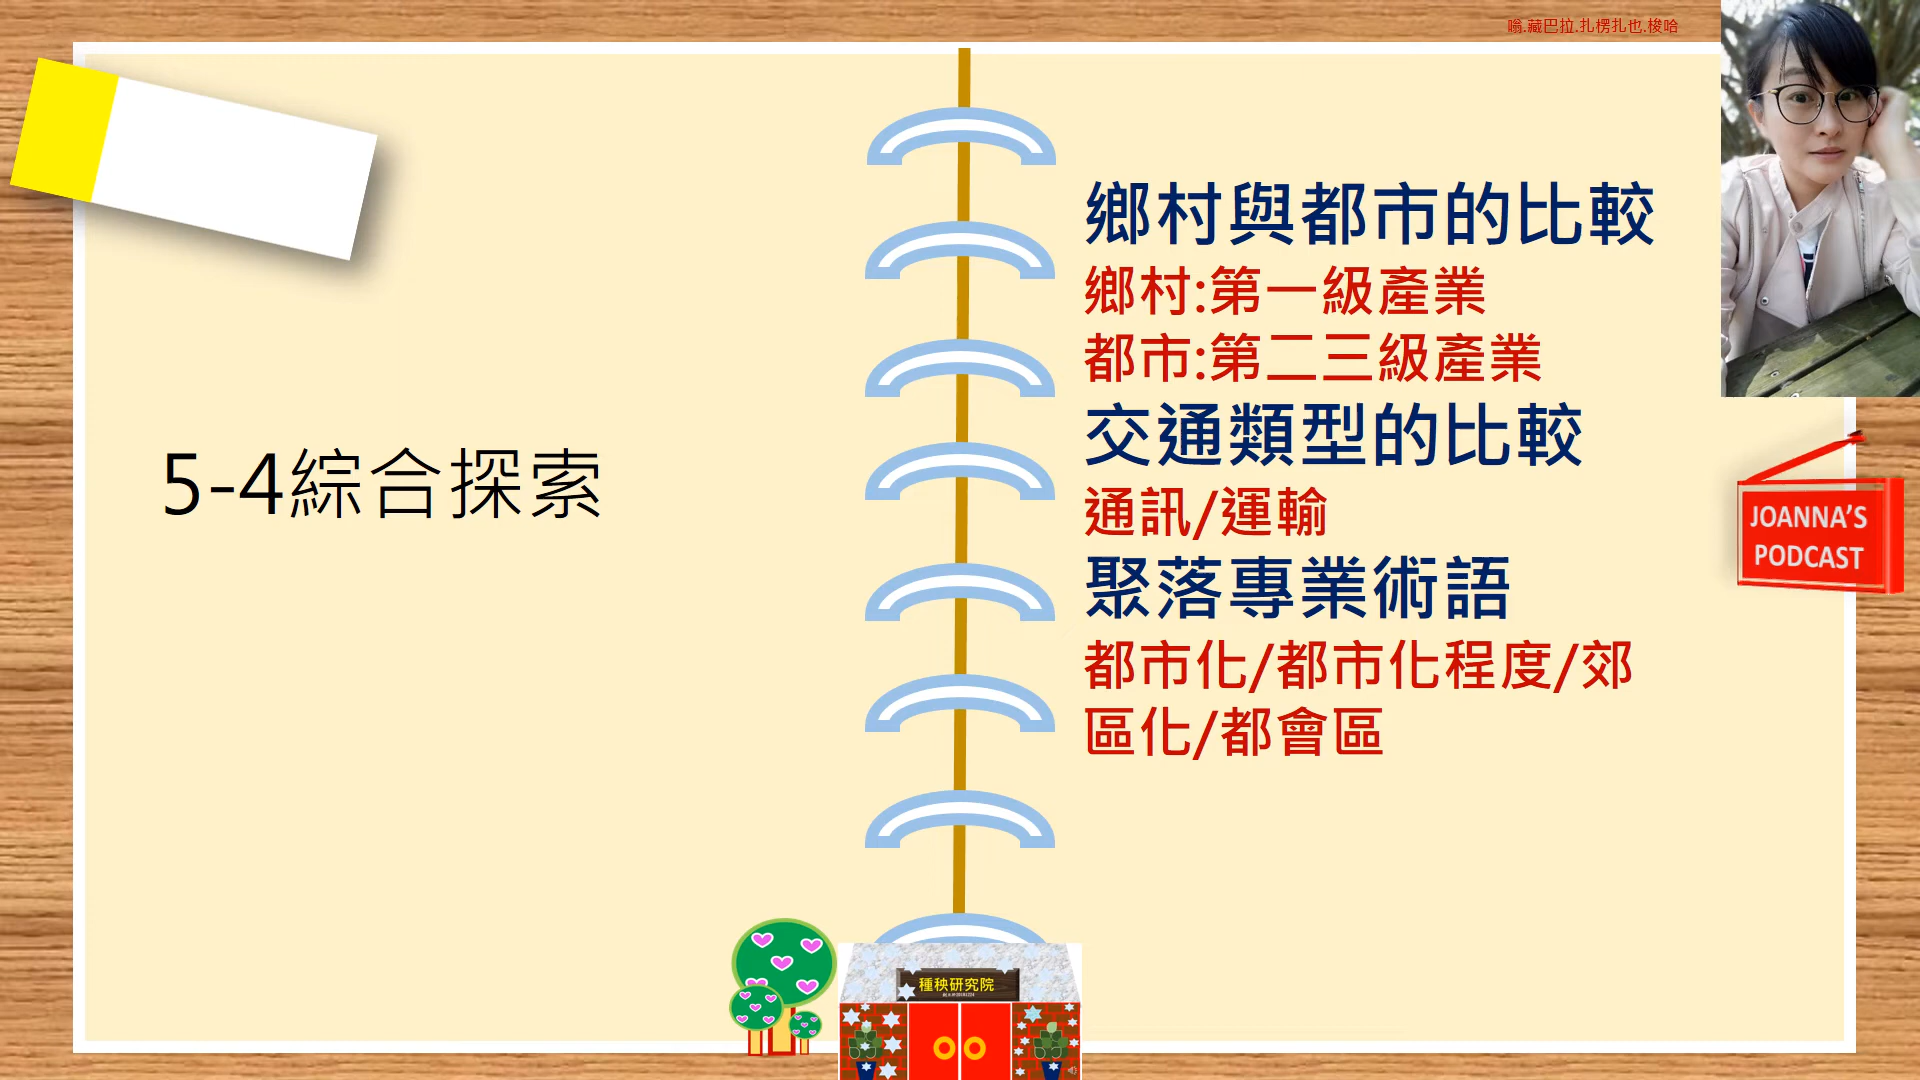 嗡.藏巴拉.扎楞扎也.梭哈
5-4綜合探索
鄉村與都市的比較
鄉村:第一級產業
都市:第二三級產業
交通類型的比較
通訊/運輸
聚落專業術語
都市化/都市化程度/郊
區化/都會區
JOANNA'S
PODCAST
種秧研究院